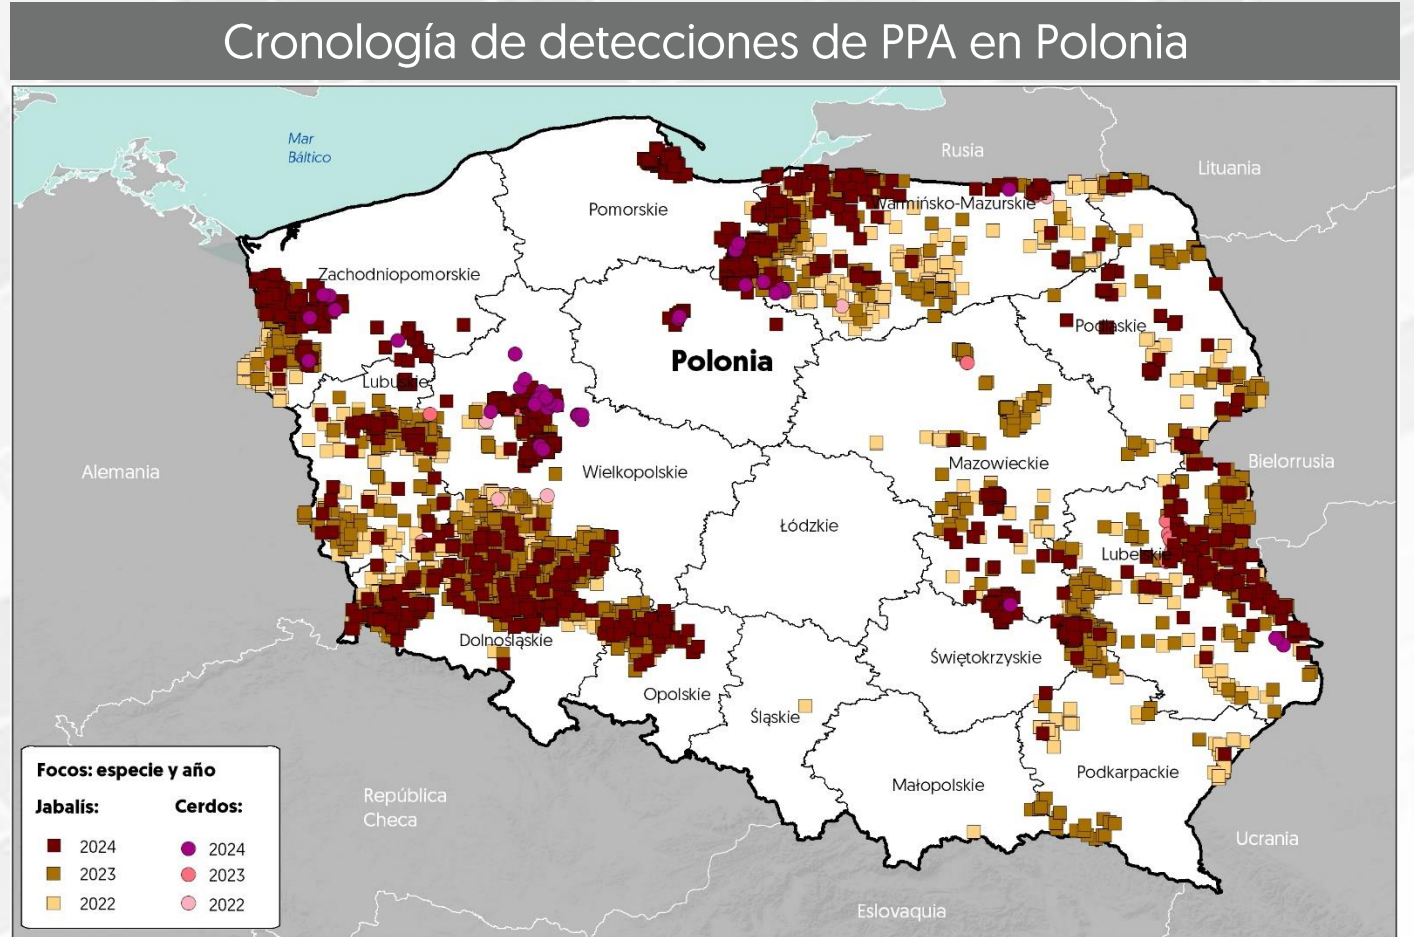 Cronología de detecciones de PPA en Polonia
Mar
Báltico
Rusia
Lituania
Pomorskie
Warmińsko-Mazurskie
Zachodniopomorskie
Podlaskie
Polonia
Lubuskie
Alemania
Wielkopolskie
Mazowieckie
Bielorrusia
Łódzkie
Lubelskie
Dolnośląskie
Świętokrzyskie
Opolskie
Śląskie
Focos: especie y año
Jabalís:
Cerdos:
2024
2024
2023
2023
2022
2022
República
Checa
Małopolskie
Podkarpackie
Ucrania
Eslovaquia